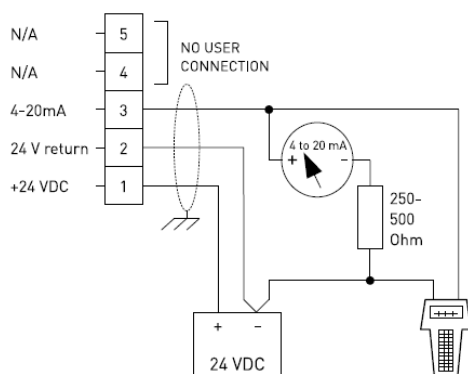 N/A
5
NO USER
CONNECTION
N/A
4
4-20mA
3
24 V return
2
+24 VDC
1
4 to 20 mA
+ -
250-
500
Ohm
+ -
24 VDC
+++